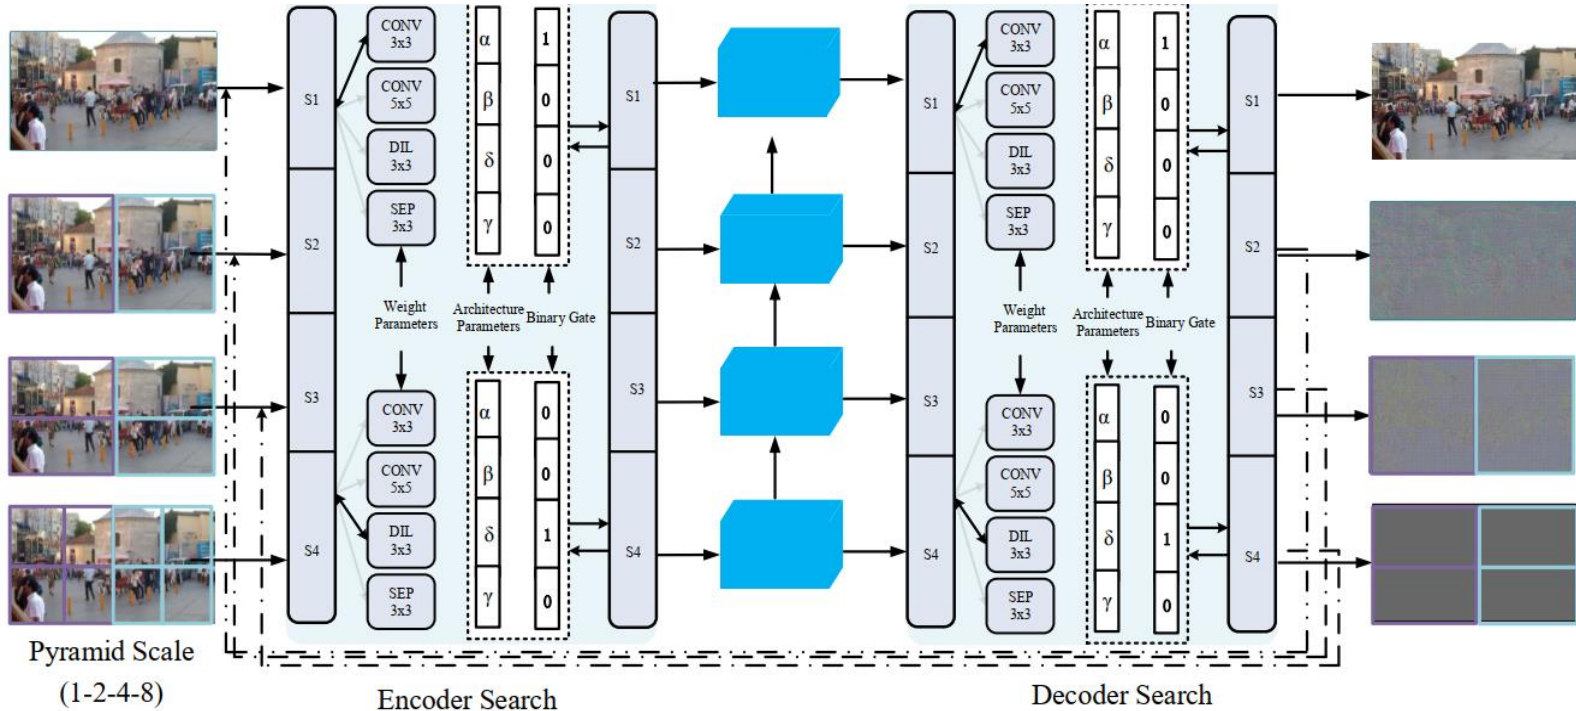 S1
S2
S3
S4
CONV
3x3
CONV
5x5
DIL
3x3
SEP
3x3
α
β
δ
γ
1
0
0
0
Weight
Parameters
Architecture
Parameters
Binary Gate
CONV
3x3
CONV
5x5
DIL
3x3
SEP
3x3
α
β
δ
γ
0
0
1
0
S1
S2
S3
S4
S1
S2
S3
S4
CONV
3x3
CONV
5x5
DIL
3x3
SEP
3x3
α
β
δ
γ
1
0
0
0
Weight
Parameters
Architecture
Parameters
Binary Gate
CONV
3x3
CONV
5x5
DIL
3x3
SEP
3x3
α
β
δ
γ
0
0
1
0
S1
S2
S3
S4
Pyramid Scale
(1-2-4-8)
Encoder Search
Decoder Search